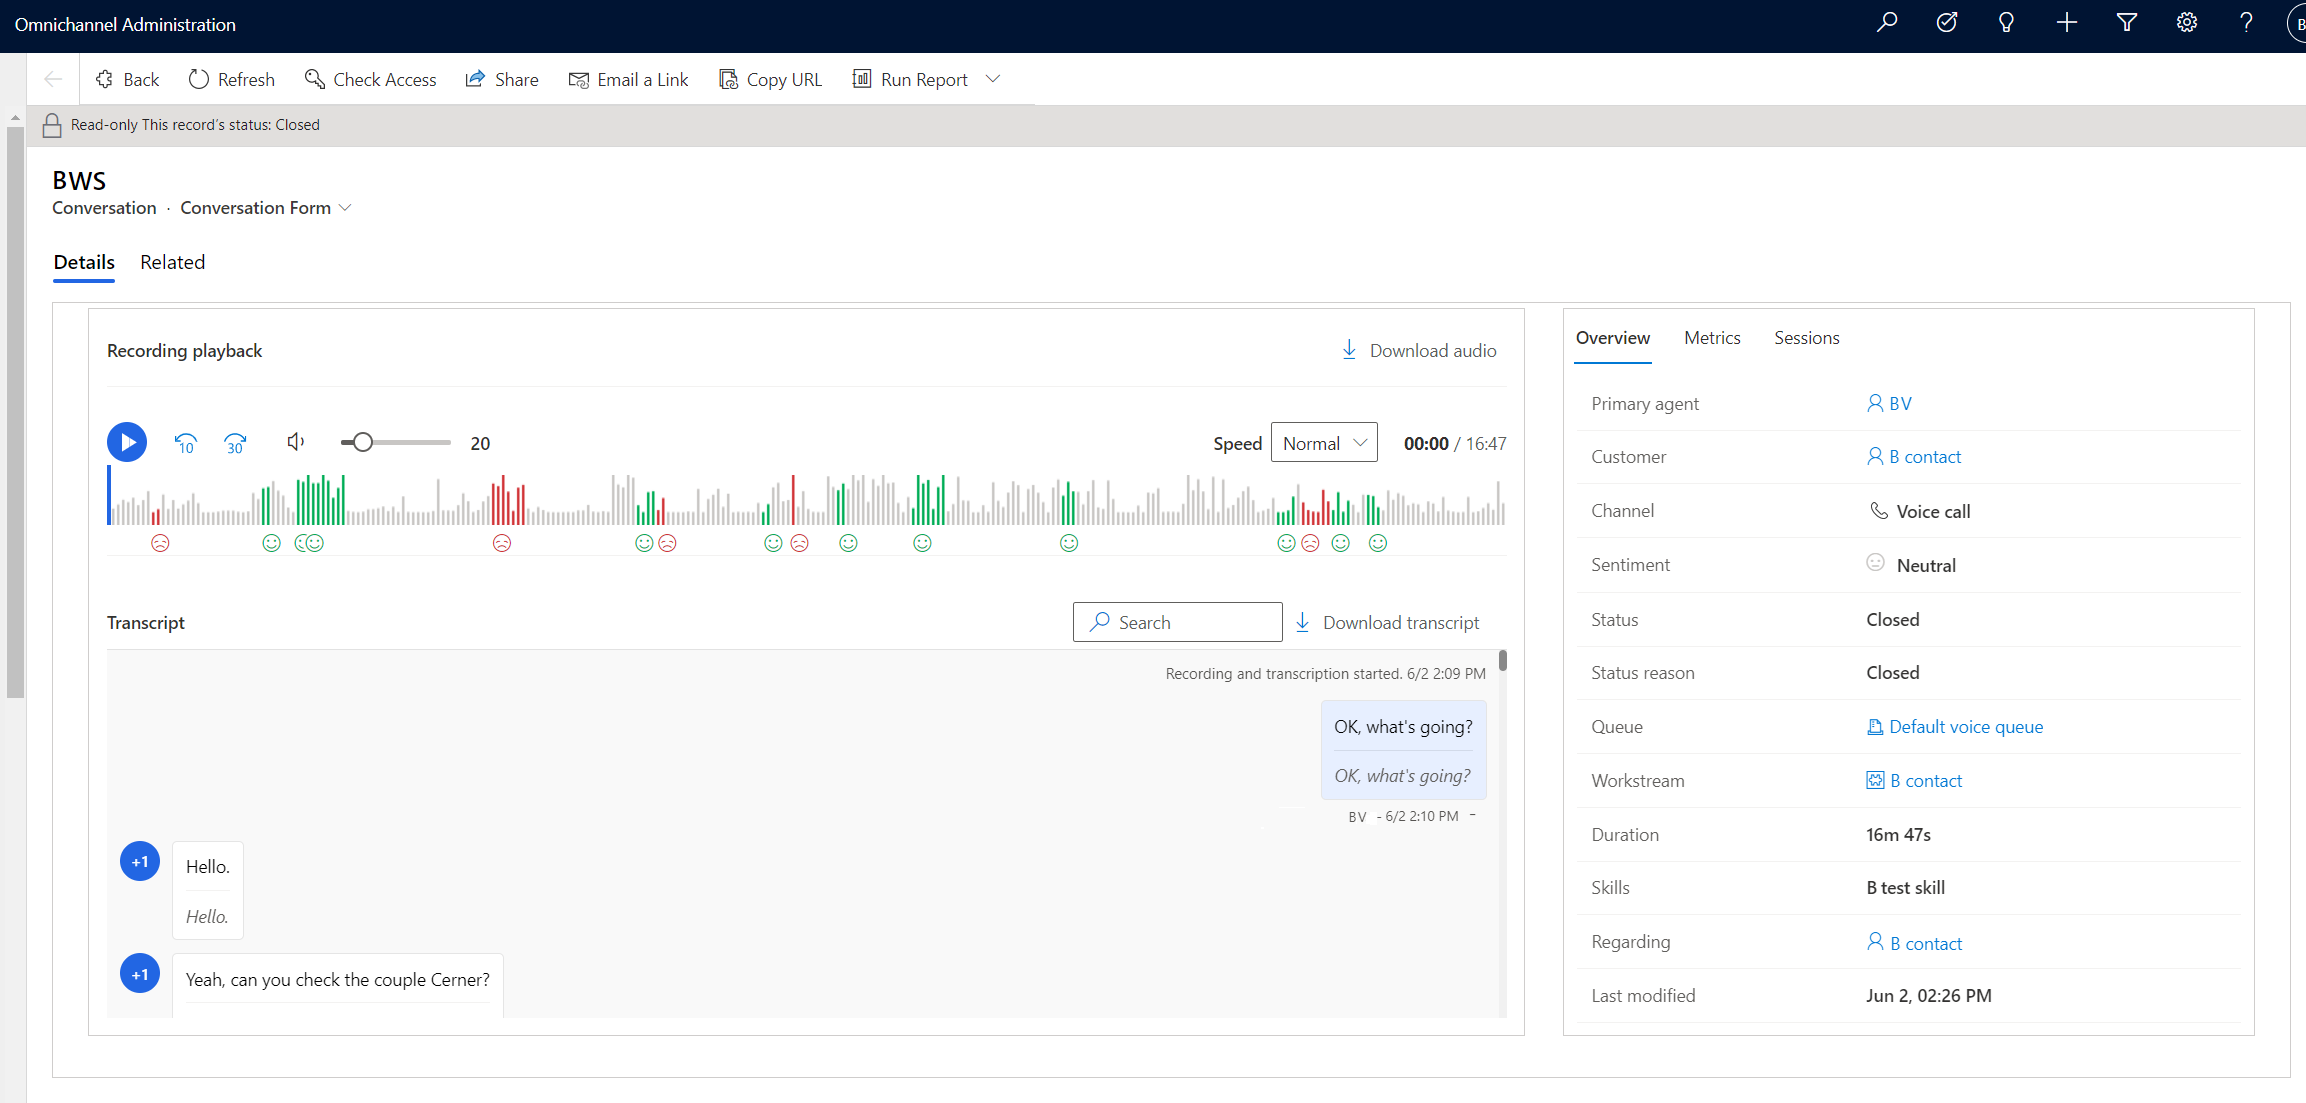 Omnichannel Administration
B
Back Refresh Check Access Share Email a Link Copy URL Run Report
Read-only This record's status: Closed
BWS
Conversation · Conversation Form
Details Related
Recording playback
Download audio
10 30 20
Speed Normal 00:00 / 16:47
Transcript
Search
Download transcript
Recording and transcription started. 6/2 2:09 PM
OK, what's going?
OK, what's going?
BV - 6/2 2:10 PM -
+1 Hello.
Hello.
+1 Yeah, can you check the couple Cerner?
Overview Metrics Sessions
Primary agent BV
Customer B contact
Channel Voice call
Sentiment Neutral
Status Closed
Status reason Closed
Queue Default voice queue
Workstream B contact
Duration 16m 47s
Skills B test skill
Regarding B contact
Last modified Jun 2, 02:26 PM